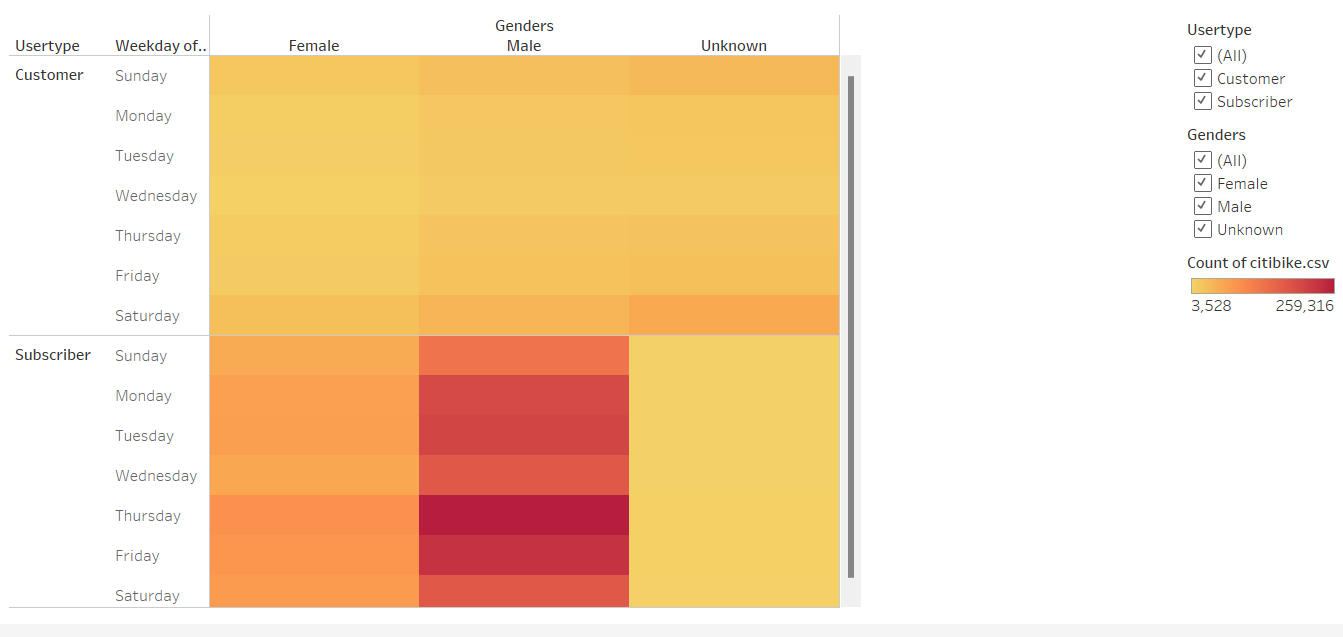 Genders
Usertype Weekday of.. Female Male Unknown
Customer Sunday
Monday
Tuesday
Wednesday
Thursday
Friday
Saturday
Subscriber Sunday
Monday
Tuesday
Wednesday
Thursday
Friday
Saturday
Usertype
(All)
Customer
Subscriber
Genders
(All)
Female
Male
Unknown
Count of citibike.csv
3,528 259,316